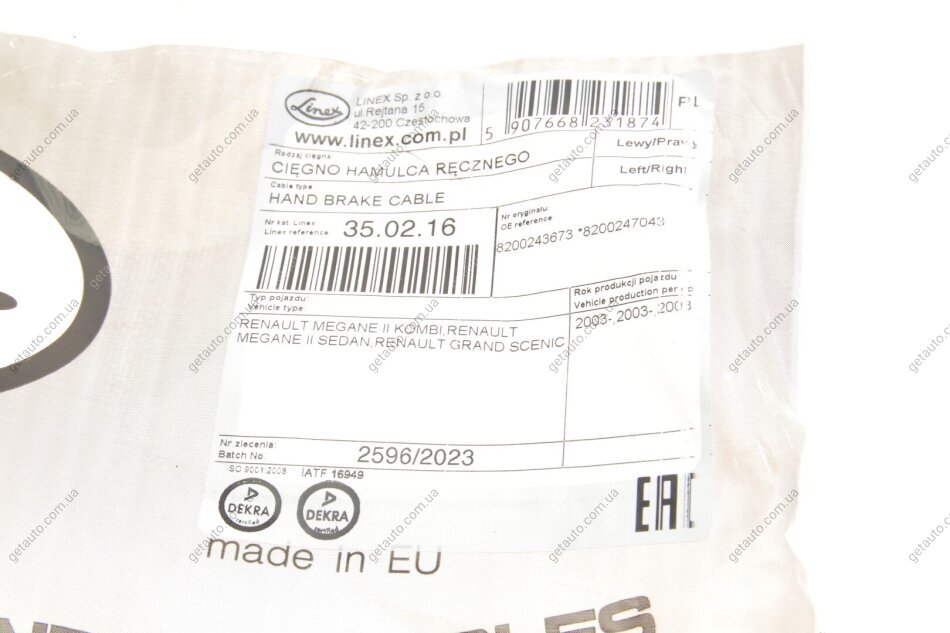 Linex
LINEX Sp. z o.o.
ul.Rejtana 15
42-200 Częstochowa
www.linex.com.pl
5 907668 231874
PL
Rodzaj cięgna:
CIĘGNO HAMULCA RĘCZNEGO
Lewy/Prawy
Cable type
HAND BRAKE CABLE
Left/Righ
Nr kat. Linex:
Linex reference
35.02.16
Nr oryginału:
OE reference:
8200243673 *8200247043
Typ pojazdu:
Vehicle type
RENAULT MEGANE II KOMBI,RENAULT
MEGANE II SEDAN,RENAULT GRAND SCENIC
Rok produkcji pojazdu
Vehicle production per
2003-,2003-,2003
Nr zlecenia:
Batch No
2596/2023
ISO 9001:2008
IATF 16949
DEKRA
certified
DEKRA
certified
EAC
made in EU
getauto.com.ua